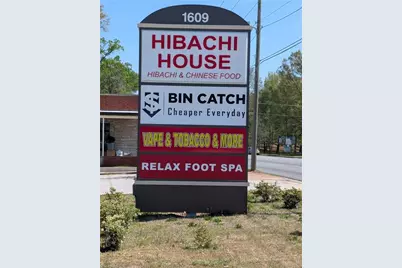 1609
HIBACHI
HOUSE
HIBACHI & CHINESE FOOD
BIN CATCH
Cheaper Everyday
VAPE & TOBACCO & MORE
RELAX FOOT SPA